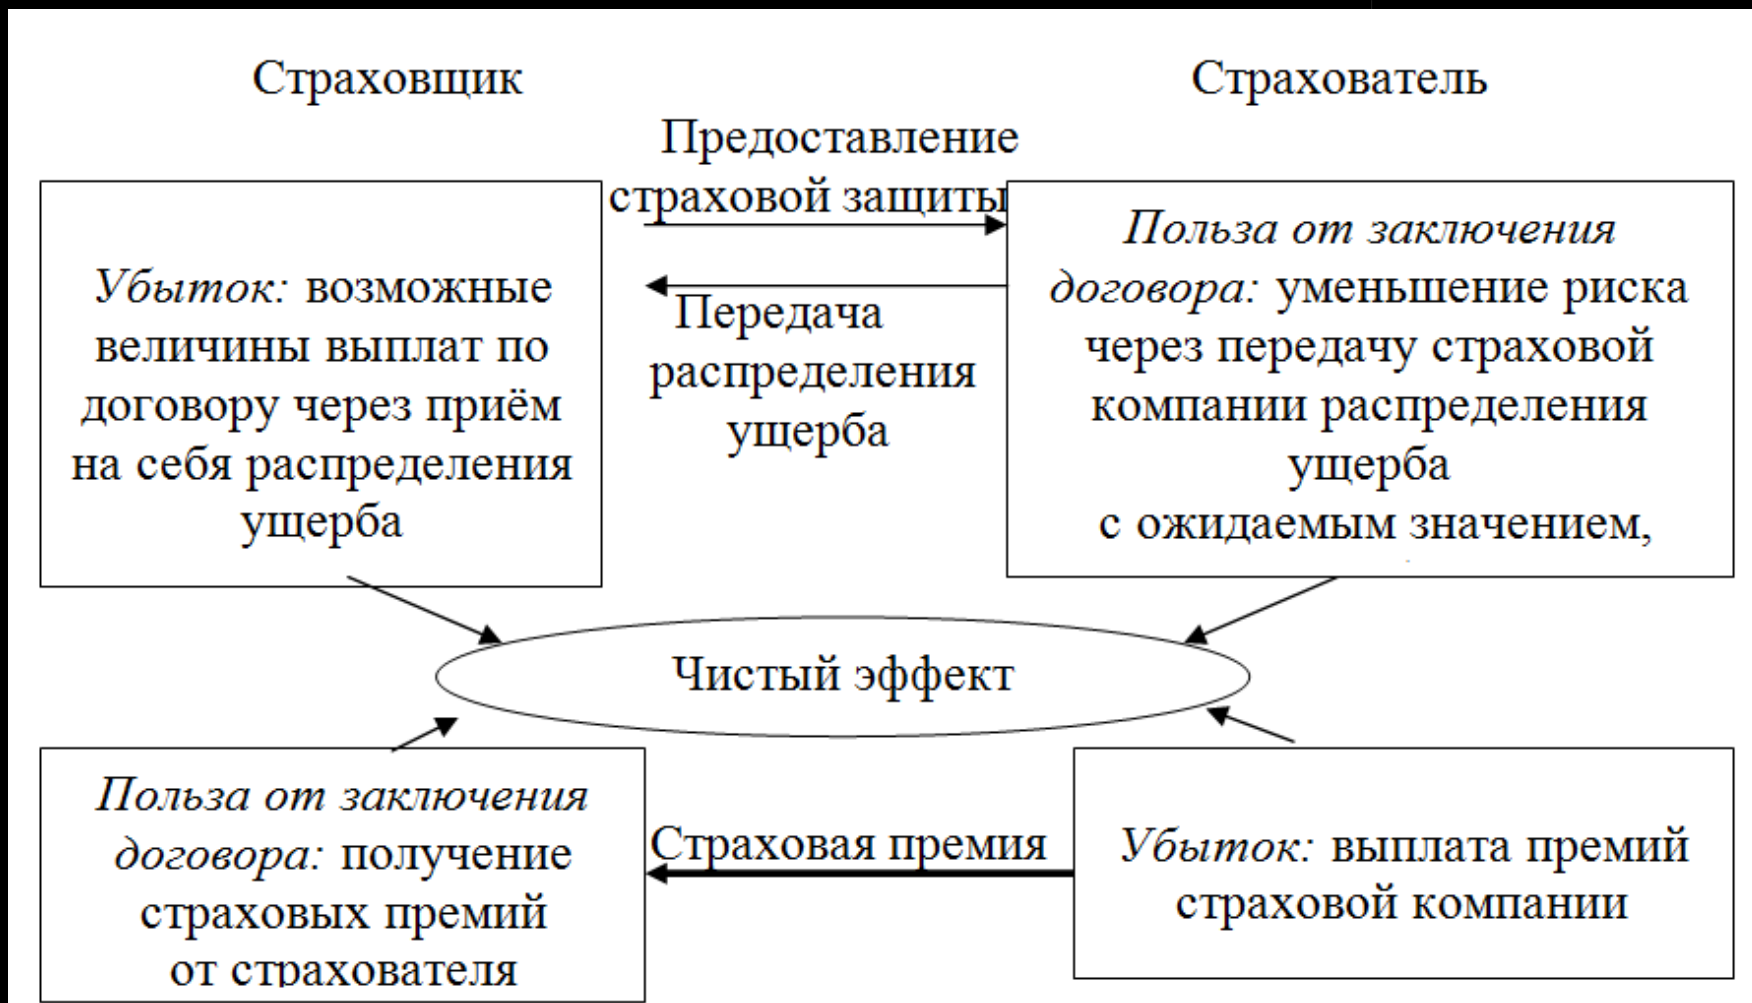 Страховщик
Страхователь
Предоставление
страховой защиты
Убыток: возможные
величины выплат по
договору через приём
на себя распределения
ущерба
Передача
распределения
ущерба
Польза от заключения
договора: уменьшение риска
через передачу страховой
компании распределения
ущерба
с ожидаемым значением,
Чистый эффект
Польза от заключения
договора: получение
страховых премий
от страхователя
Страховая премия
Убыток: выплата премий
страховой компании